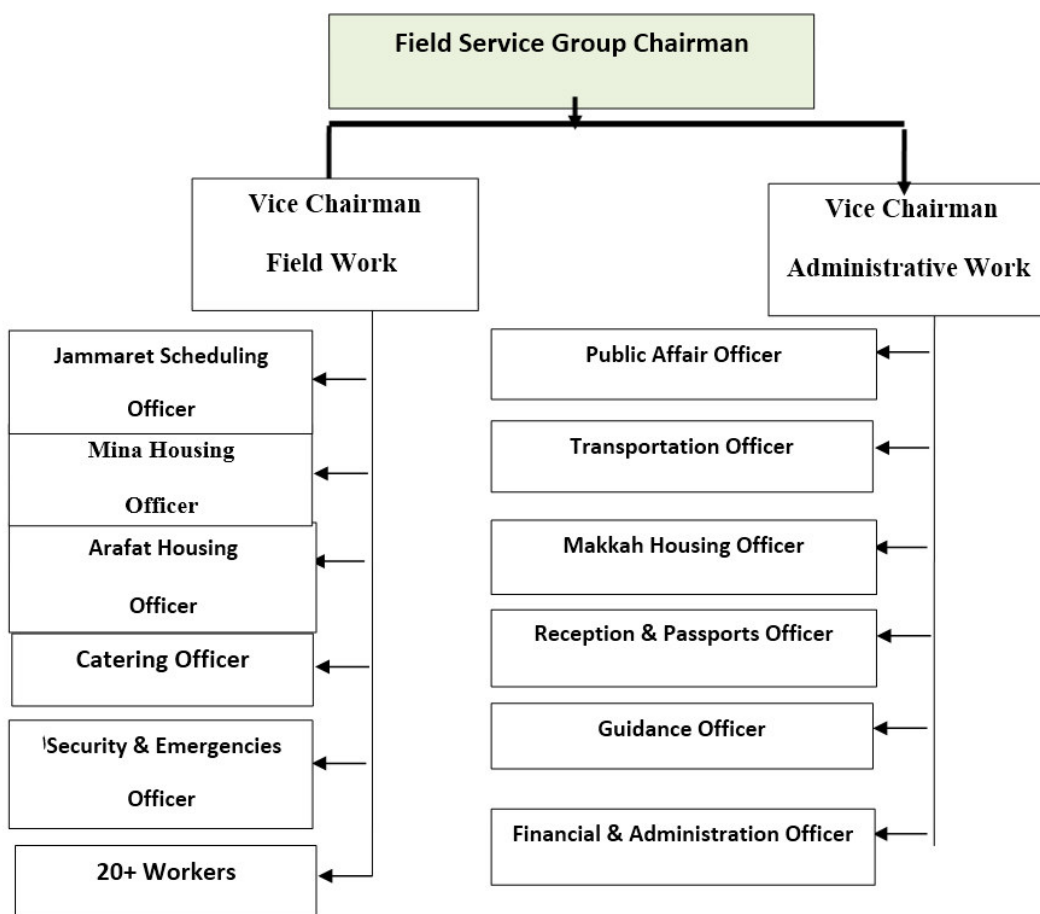 Field Service Group Chairman
Vice Chairman
Field Work
Vice Chairman
Administrative Work
Jammaret Scheduling
Officer
Mina Housing
Officer
Arafat Housing
Officer
Catering Officer
Security & Emergencies
Officer
20+ Workers
Public Affair Officer
Transportation Officer
Makkah Housing Officer
Reception & Passports Officer
Guidance Officer
Financial & Administration Officer